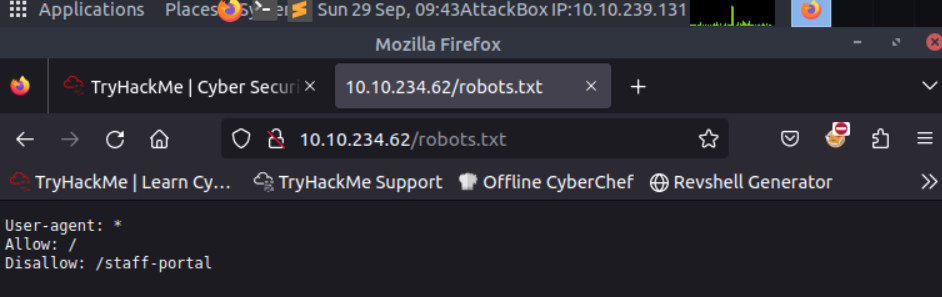 Applications Places Sun 29 Sep, 09:43 AttackBox IP:10.10.239.131
Mozilla Firefox
TryHackMe | Cyber Securi 10.10.234.62/robots.txt
10.10.234.62/robots.txt
TryHackMe | Learn Cy... TryHackMe Support Offline CyberChef Revshell Generator
User-agent: *
Allow: /
Disallow: /staff-portal